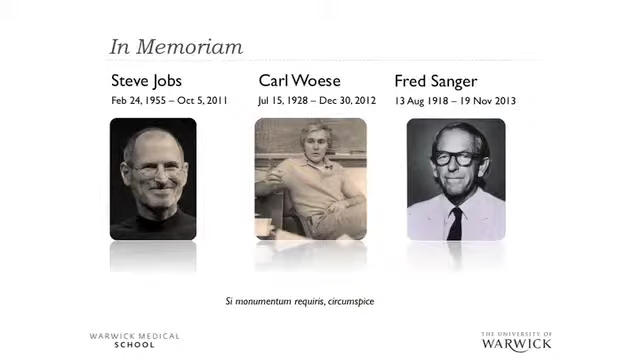 In Memoriam
Steve Jobs
Feb 24, 1955 – Oct 5, 2011
Carl Woese
Jul 15, 1928 – Dec 30, 2012
Fred Sanger
13 Aug 1918 – 19 Nov 2013
Si monumentum requiris, circumspice
WARWICK MEDICAL
SCHOOL
THE UNIVERSITY OF
WARWICK